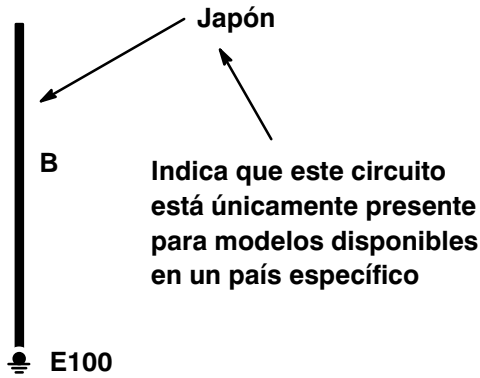 Japón
B
Indica que este circuito
está únicamente presente
para modelos disponibles
en un país específico
E100